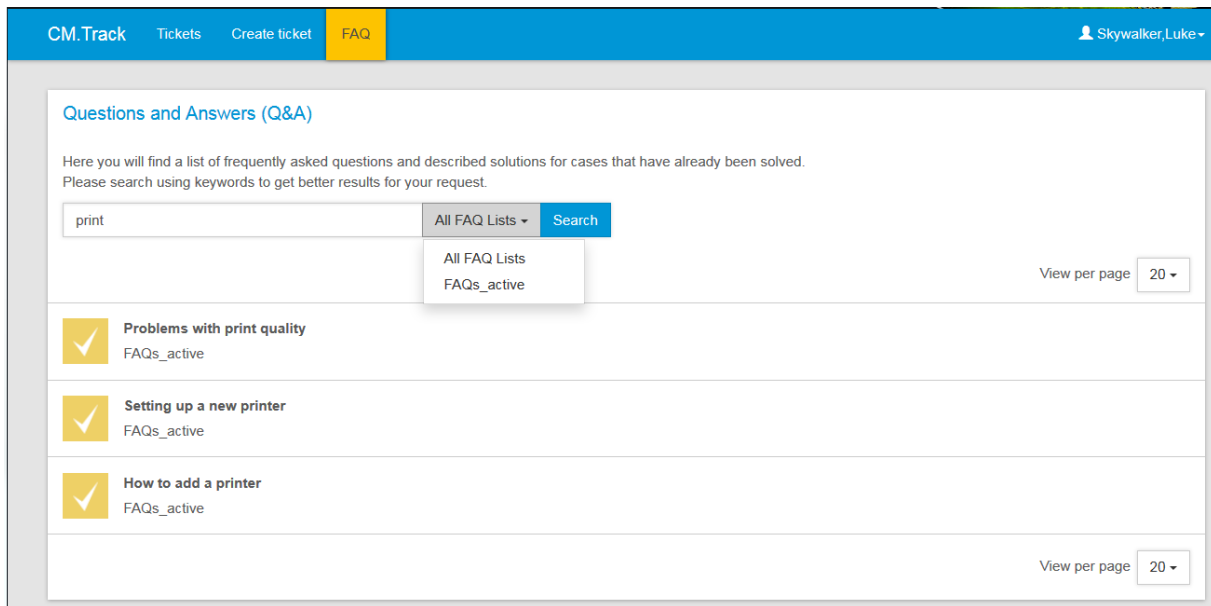 CM.Track Tickets Create ticket FAQ Skywalker,Luke
Questions and Answers (Q&A)
Here you will find a list of frequently asked questions and described solutions for cases that have already been solved.
Please search using keywords to get better results for your request.
print All FAQ Lists Search
All FAQ Lists
FAQs_active
View per page 20
Problems with print quality
FAQs_active
Setting up a new printer
FAQs_active
How to add a printer
FAQs_active
View per page 20